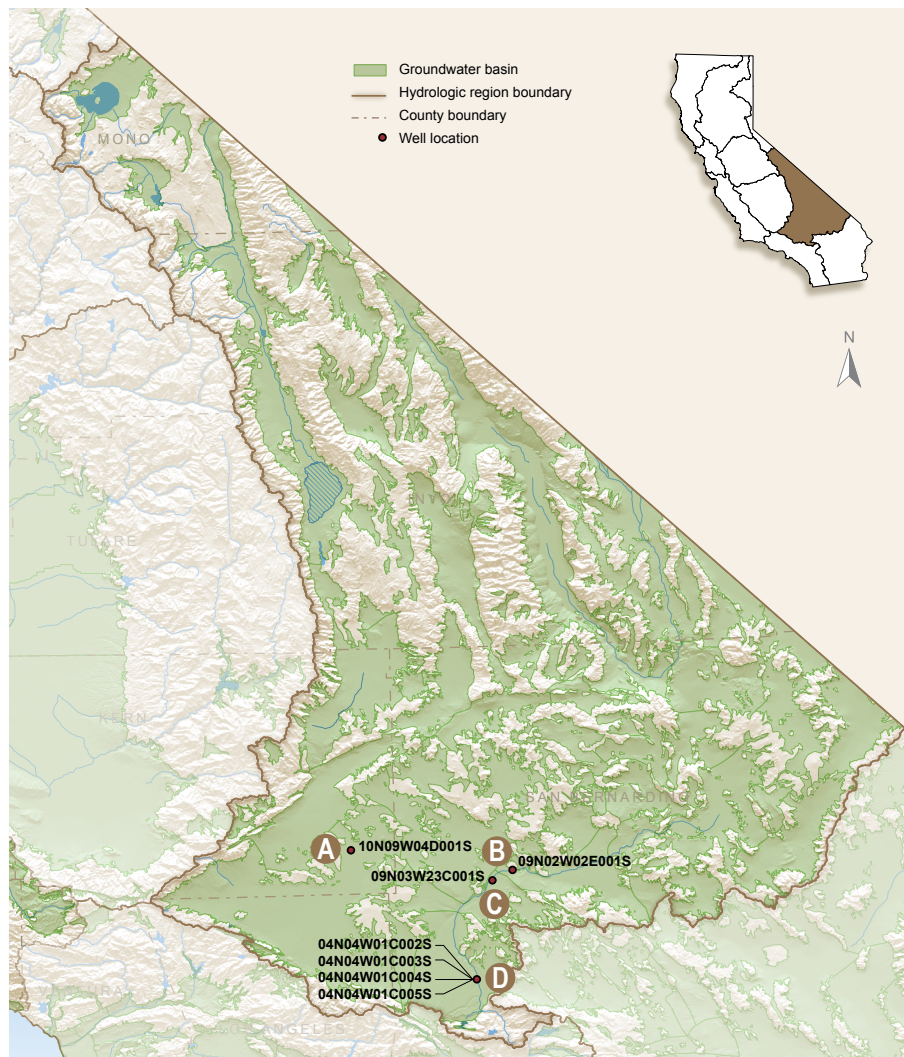 Groundwater basin
Hydrologic region boundary
County boundary
Well location
MONO
N
INYO
TULARE
KERN
SAN BERNARDINO
A
10N09W04D001S
B
09N02W02E001S
09N03W23C001S
C
04N04W01C002S
04N04W01C003S
04N04W01C004S
04N04W01C005S
D
LOS ANGELES